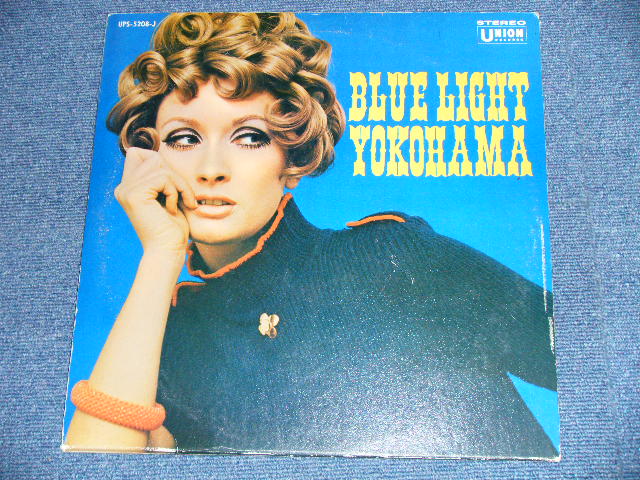 UPS-5208-J
STEREO
UNION
RECORDS
BLUE LIGHT
YOKOHAMA